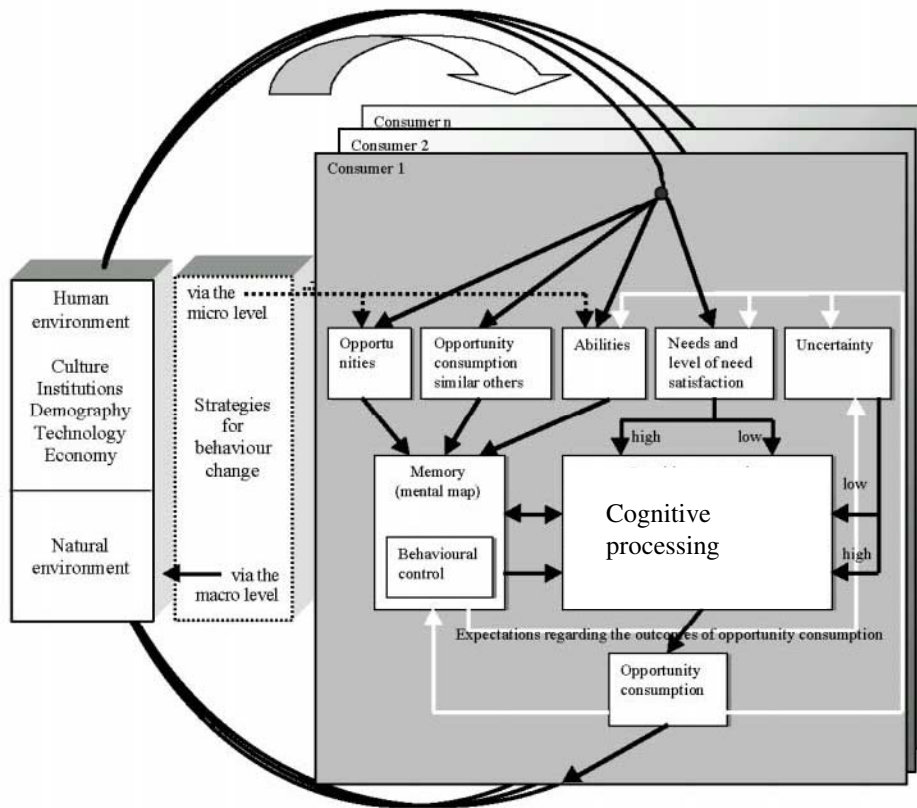 Consumer n
Consumer 2
Consumer 1
Human
environment
Culture
Institutions
Demography
Technology
Economy
Natural
environment
via the
micro level
Strategies
for
behaviour
change
via the
macro level
Opportu
nities
Opportunity
consumption
similar others
Abilities
Needs and
level of need
satisfaction
Uncertainty
high
low
Memory
(mental map)
Behavioural
control
Cognitive
processing
low
high
Expectations regarding the outcomes of opportunity consumption
Opportunity
consumption